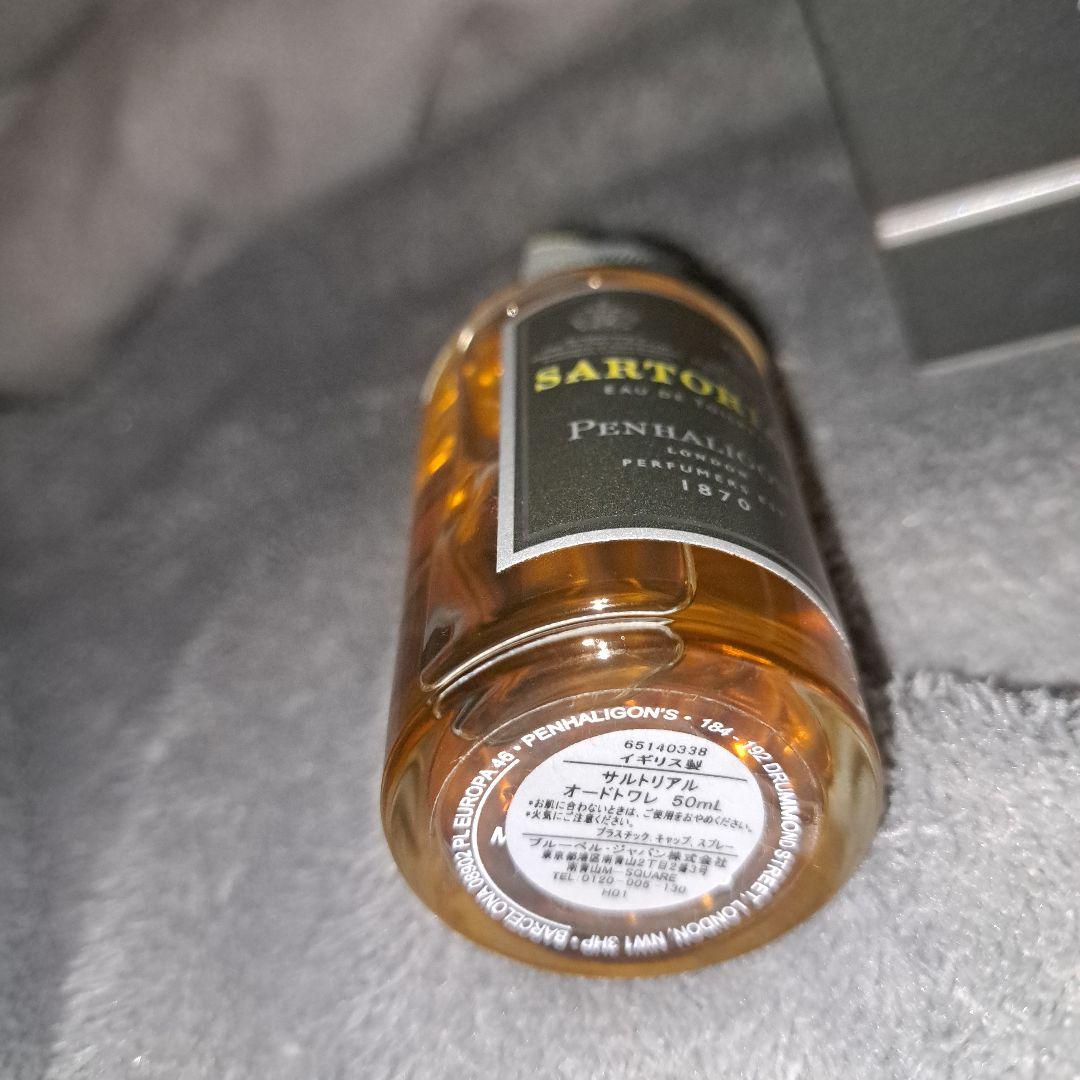 SARTOR
EAU DE
PENHALIGO
LONDON
PERFUMERS
1870
PENHALIGON'S • 184 - 192 DRUMMOND STREET, LONDON, NW1 3HP • BARCELONA 08902 PL EUROPA 46 •
65140338
イギリス製
サルトリアル
オードトワレ 50mL
*お肌に合わないときは、ご使用をおやめください。
*火気にご注意ください。
プラスチック、キャップ、スプレー
ブルーベル・ジャパン株式会社
東京都港区南青山2丁目2番3号
南青山M-SQUARE
TEL 0120-005-130
H01